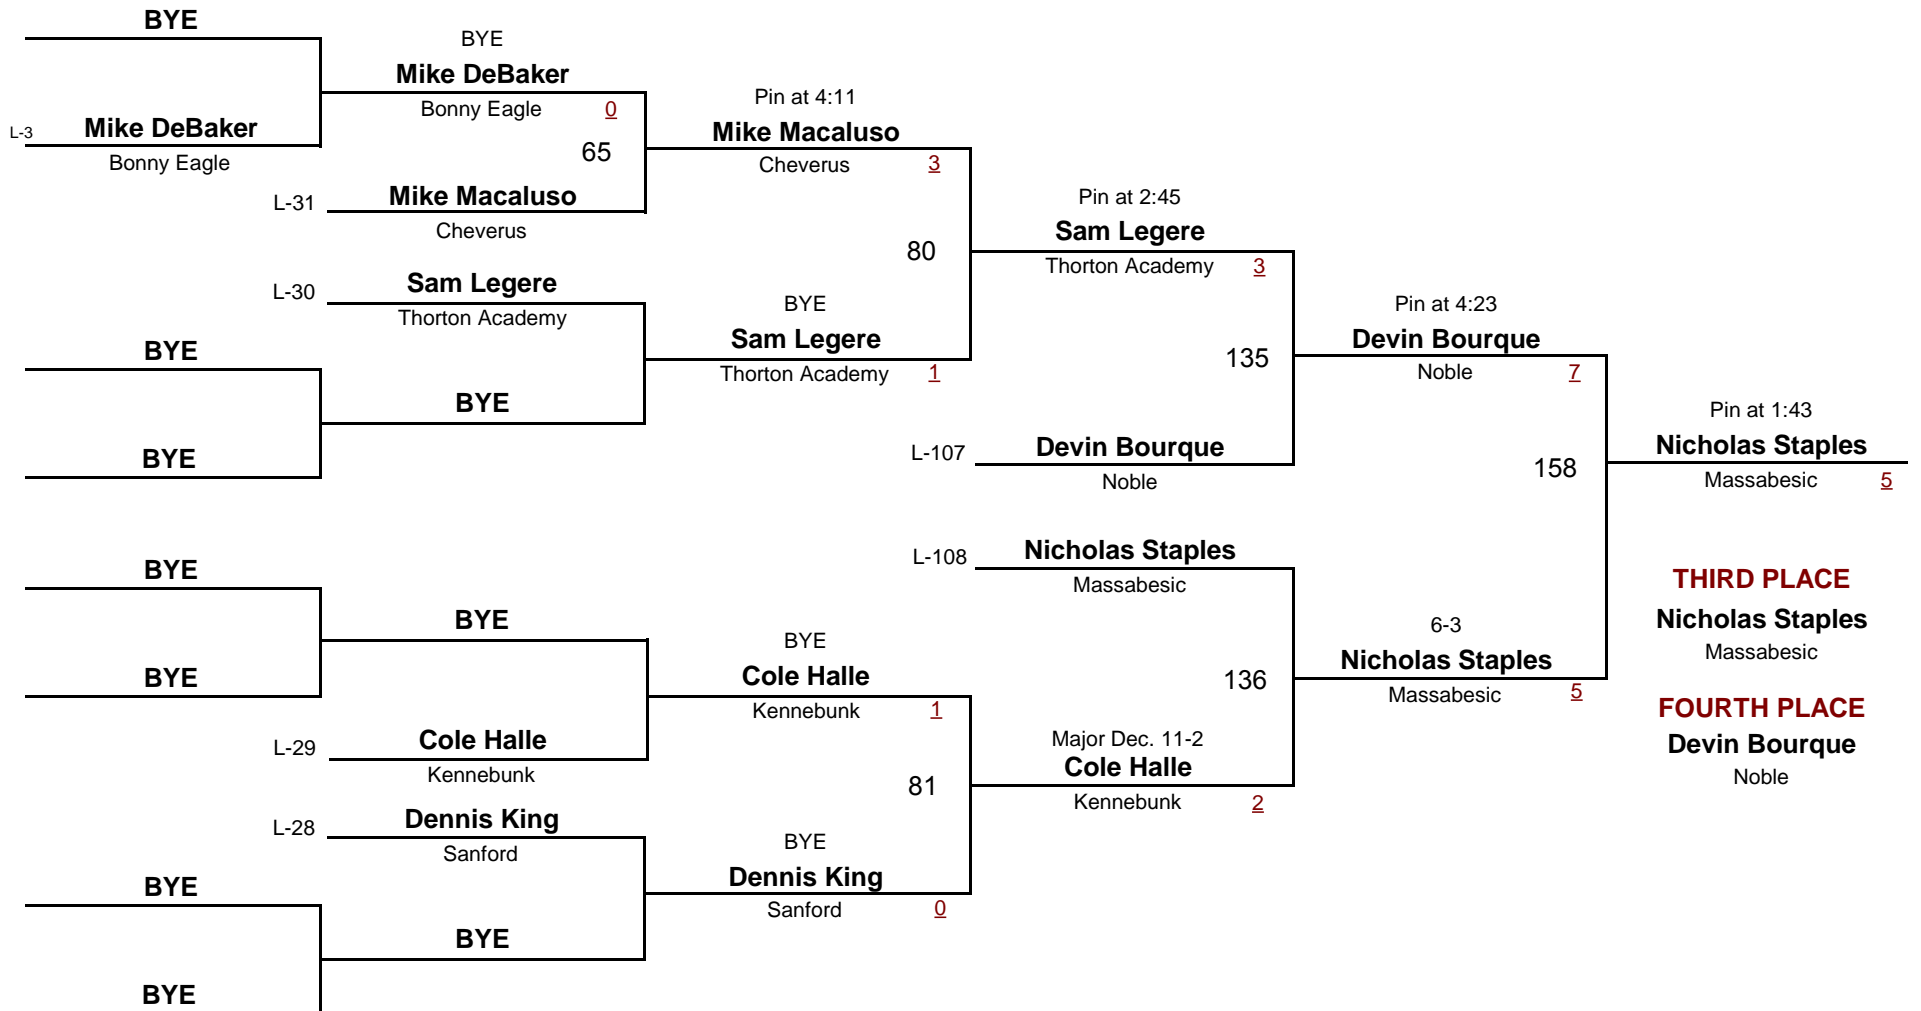 BYE
BYE
Mike DeBaker
Bonny Eagle 0
L-3 Mike DeBaker
Bonny Eagle
65
L-31 Mike Macaluso
Cheverus
Pin at 4:11
Mike Macaluso
Cheverus 3
80
L-30 Sam Legere
Thorton Academy
BYE
Sam Legere
Thorton Academy 1
BYE
BYE
BYE
Pin at 2:45
Sam Legere
Thorton Academy 3
135
L-107 Devin Bourque
Noble
Pin at 4:23
Devin Bourque
Noble 7
158
Pin at 1:43
Nicholas Staples
Massabesic 5
BYE
BYE
BYE
L-29 Cole Halle
Kennebunk
BYE
Cole Halle
Kennebunk 1
81
L-28 Dennis King
Sanford
BYE
Dennis King
Sanford 0
BYE
BYE
BYE
L-108 Nicholas Staples
Massabesic
136
Major Dec. 11-2
Cole Halle
Kennebunk 2
6-3
Nicholas Staples
Massabesic 5
THIRD PLACE
Nicholas Staples
Massabesic
FOURTH PLACE
Devin Bourque
Noble